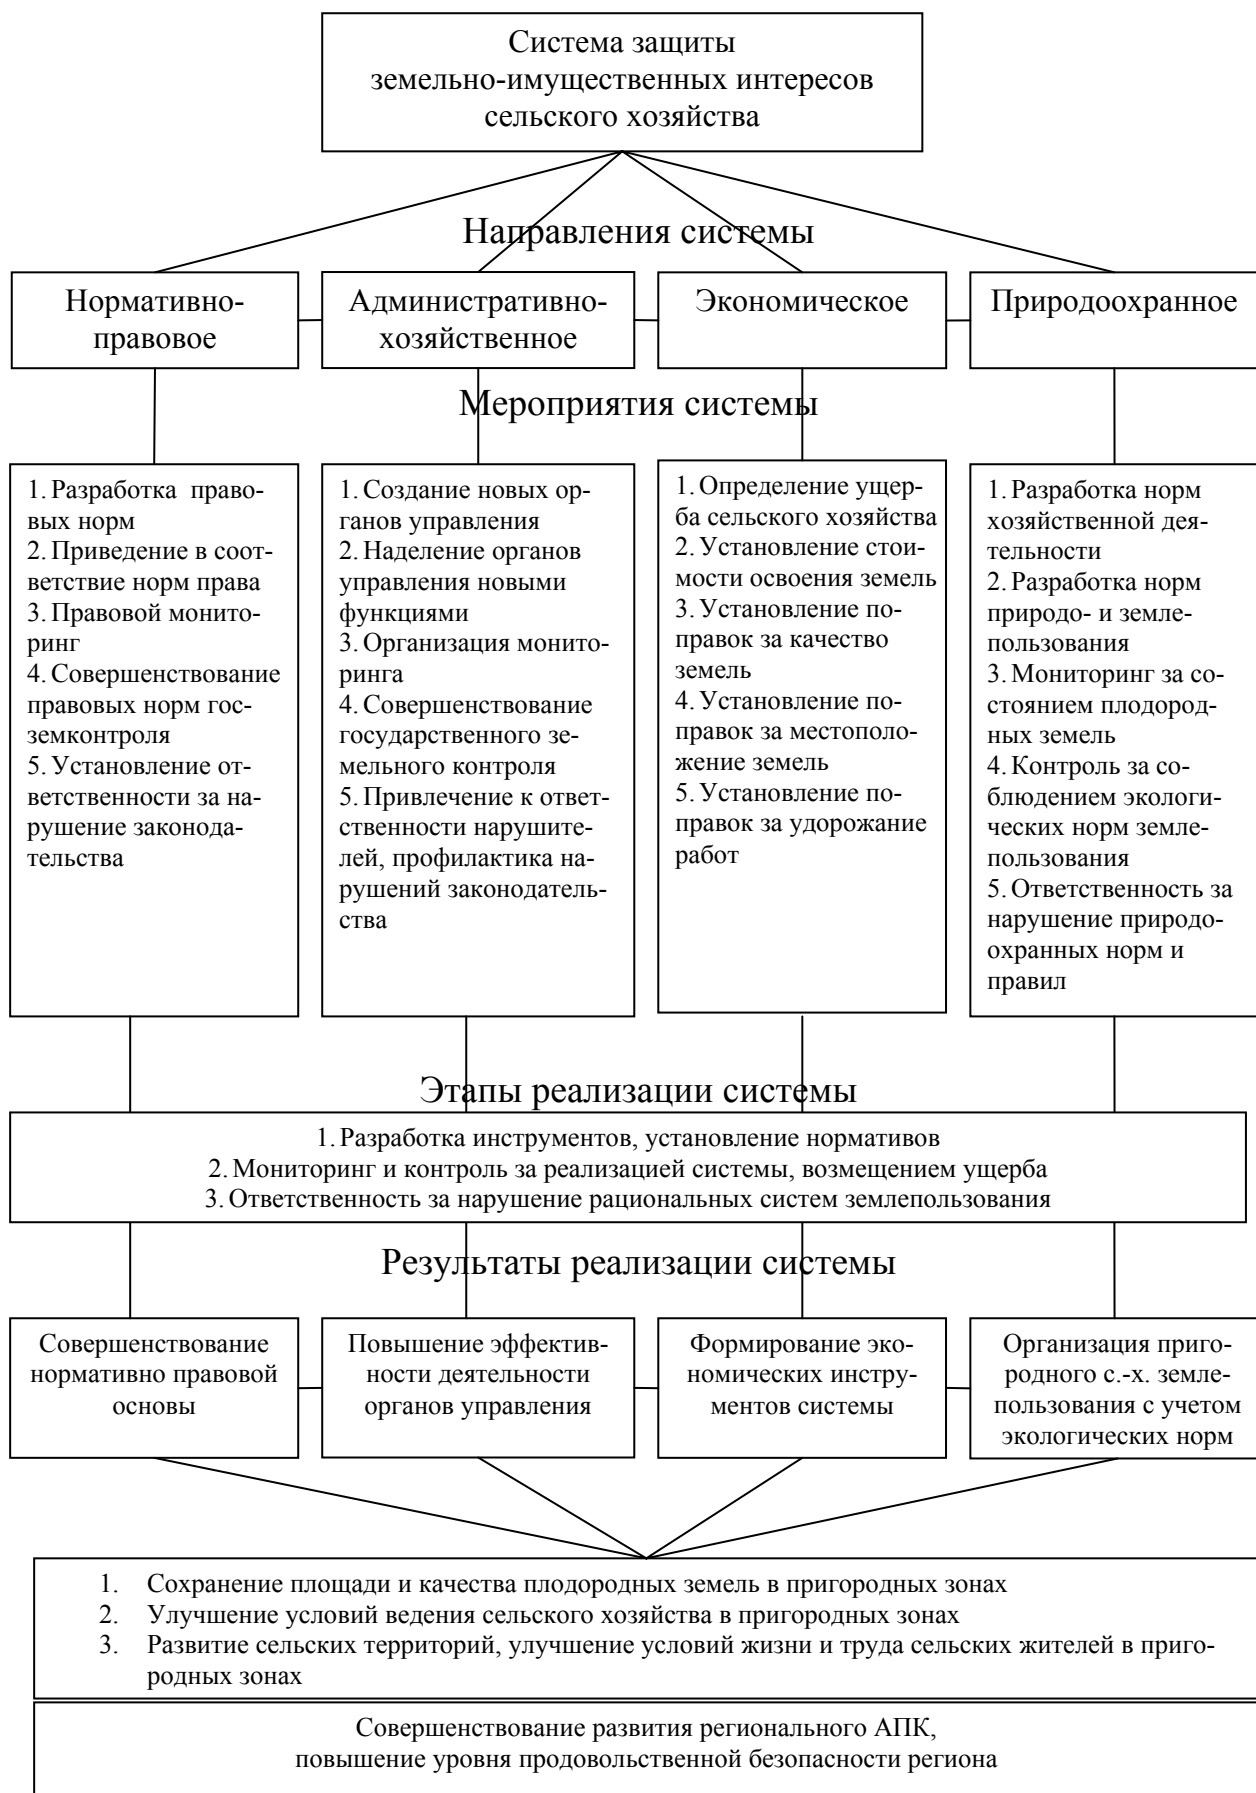 Система защиты
земельно-имущественных интересов
сельского хозяйства
Направления системы
Нормативно-
правовое
Административно-
хозяйственное
Экономическое
Природоохранное
Мероприятия системы
1. Разработка право-
вых норм
2. Приведение в соот-
ветствие норм права
3. Правовой монито-
ринг
4. Совершенствование
правовых норм гос-
земконтроля
5. Установление от-
ветственности за на-
рушение законода-
тельства
1. Создание новых ор-
ганов управления
2. Наделение органов
управления новыми
функциями
3. Организация монито-
ринга
4. Совершенствование
государственного зе-
мельного контроля
5. Привлечение к ответ-
ственности нарушите-
лей, профилактика на-
рушений законодатель-
ства
1. Определение ущер-
ба сельского хозяйства
2. Установление стои-
мости освоения земель
3. Установление по-
правок за качество
земель
4. Установление по-
правок за местополо-
жение земель
5. Установление по-
правок за удорожание
работ
1. Разработка норм
хозяйственной дея-
тельности
2. Разработка норм
природо- и земле-
пользования
3. Мониторинг за со-
стоянием плодород-
ных земель
4. Контроль за со-
блюдением экологи-
ческих норм земле-
пользования
5. Ответственность за
нарушение природо-
охранных норм и
правил
Этапы реализации системы
1. Разработка инструментов, установление нормативов
2. Мониторинг и контроль за реализацией системы, возмещением ущерба
3. Ответственность за нарушение рациональных систем землепользования
Результаты реализации системы
Совершенствование
нормативно правовой
основы
Повышение эффектив-
ности деятельности
органов управления
Формирование эко-
номических инстру-
ментов системы
Организация приго-
родного с.-х. земле-
пользования с учетом
экологических норм
1. Сохранение площади и качества плодородных земель в пригородных зонах
2. Улучшение условий ведения сельского хозяйства в пригородных зонах
3. Развитие сельских территорий, улучшение условий жизни и труда сельских жителей в приго-
родных зонах
Совершенствование развития регионального АПК,
повышение уровня продовольственной безопасности региона